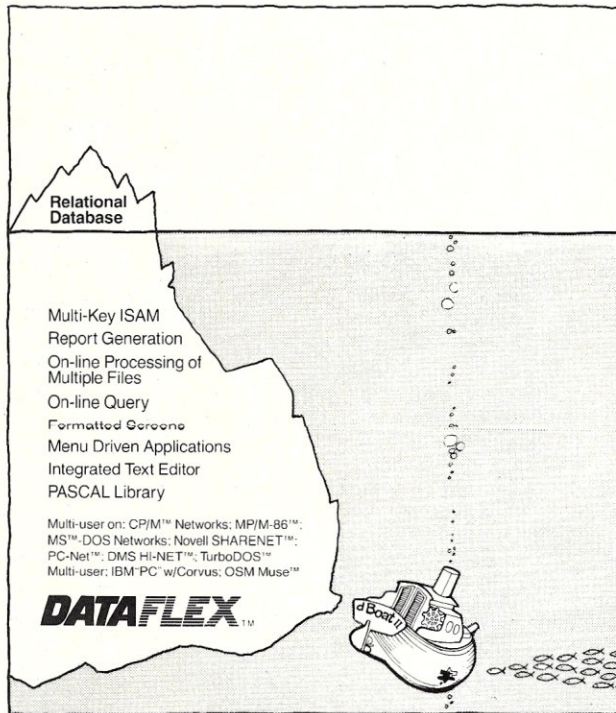 Relational
Database
Multi-Key ISAM
Report Generation
On-line Processing of
Multiple Files
On-line Query
Formatted Screens
Menu Driven Applications
Integrated Text Editor
PASCAL Library
Multi-user on: CP/M™ Networks; MP/M-86™;
MS™-DOS Networks; Novell SHARENET™;
PC-Net™; DMS HI-NET™; TurboDOS™
Multi-user; IBM™PC™ w/Corvus; OSM Muse™
DATAFLEX™
d Boat II